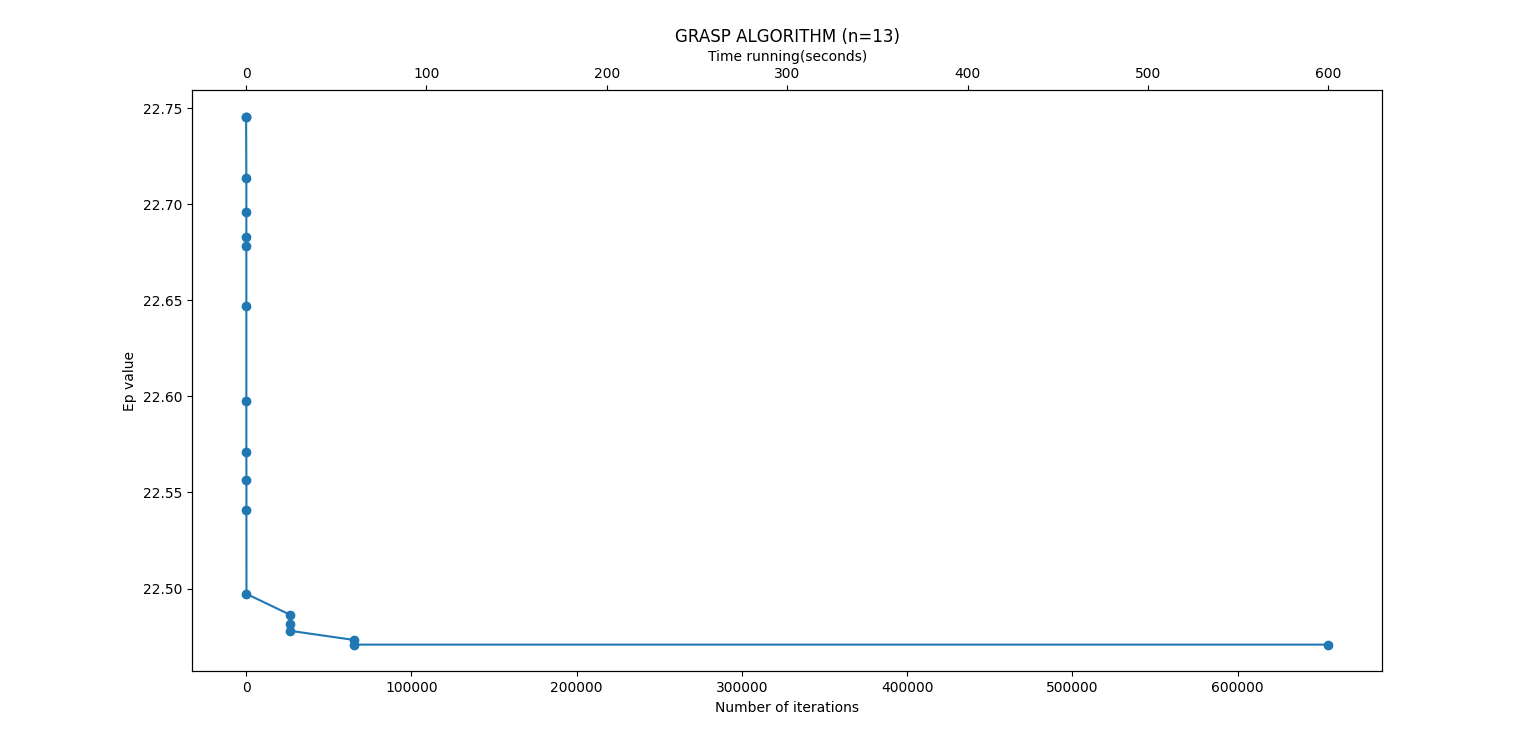 GRASP ALGORITHM (n=13)
Time running(seconds)
0 100 200 300 400 500 600
22.75
22.70
22.65
22.60
22.55
22.50
Ep value
0 100000 200000 300000 400000 500000 600000
Number of iterations